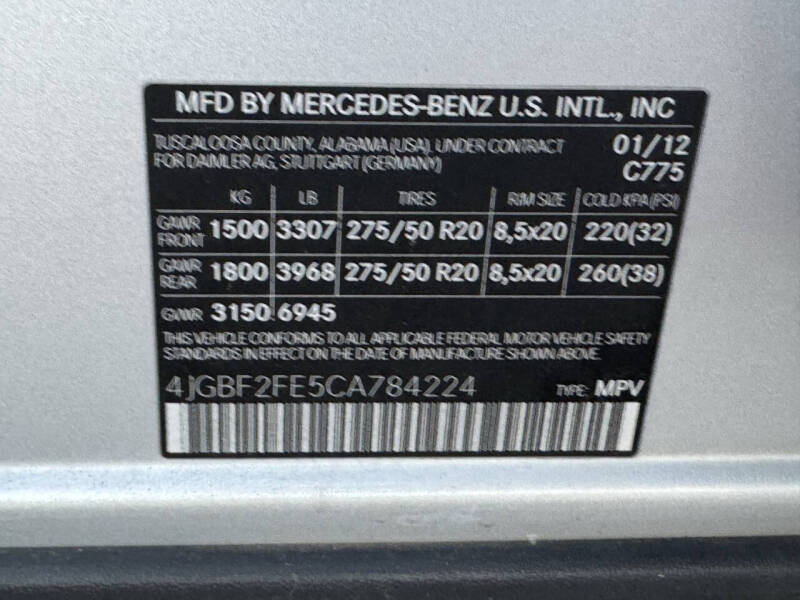 MFD BY MERCEDES-BENZ U.S. INTL., INC
TUSCALOOSA COUNTY, ALABAMA (USA), UNDER CONTRACT 01/12
FOR DAIMLER AG, STUTTGART (GERMANY) C775
KG LB TIRES RIM SIZE COLD KPA (PSI)
GAWR FRONT 1500 3307 275/50 R20 8,5x20 220(32)
GAWR REAR 1800 3968 275/50 R20 8,5x20 260(38)
GVWR 3150 6945
THIS VEHICLE CONFORMS TO ALL APPLICABLE FEDERAL MOTOR VEHICLE SAFETY
STANDARDS IN EFFECT ON THE DATE OF MANUFACTURE SHOWN ABOVE.
4JGBF2FE5CA784224 TYPE: MPV